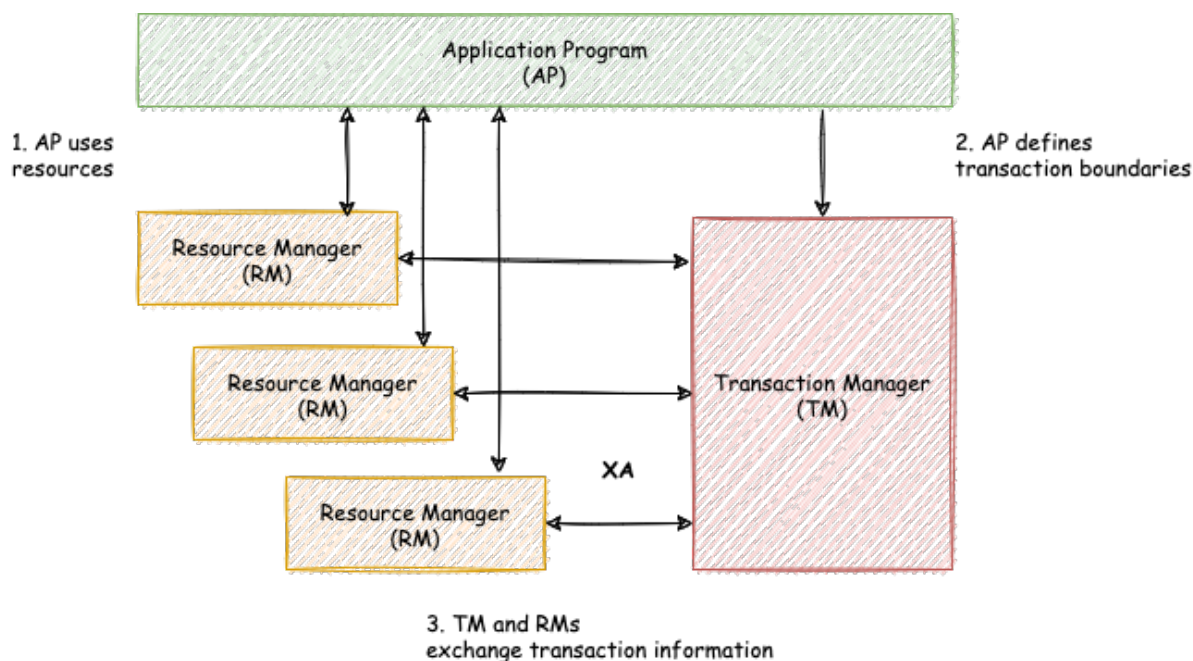 Application Program
(AP)
1. AP uses
resources
2. AP defines
transaction boundaries
Resource Manager
(RM)
Resource Manager
(RM)
Transaction Manager
(TM)
XA
Resource Manager
(RM)
3. TM and RMs
exchange transaction information